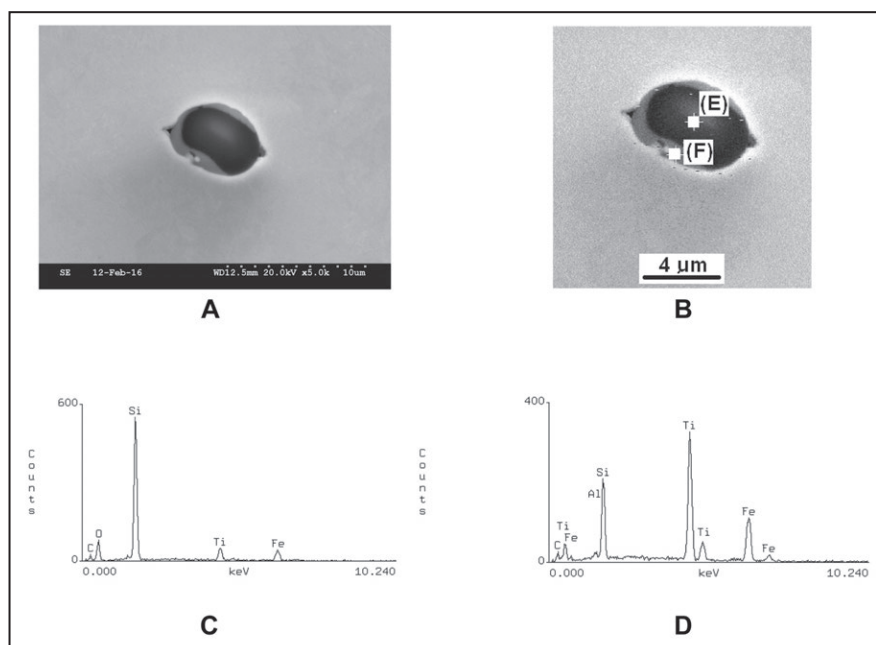 SE 12-Feb-16 WD12.5mm 20.0kV x5.0k 10um
A
(E)
(F)
4 µm
B
600
Counts
0
C
O
Si
Ti
Fe
0.000 keV 10.240
C
400
Counts
0
C
Ti
Fe
Al
Si
Ti
Ti
Fe
Fe
0.000 keV 10.240
D